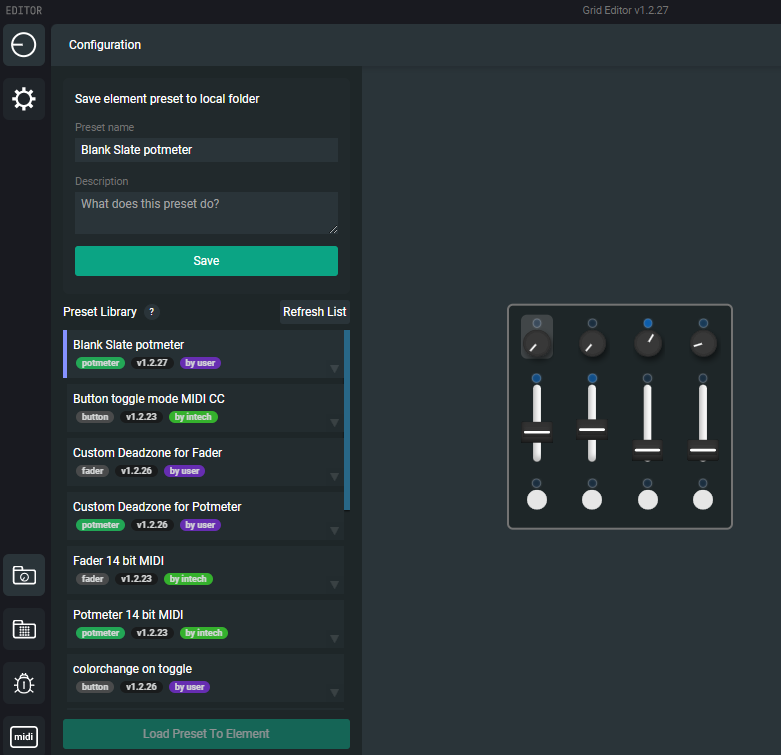 EDITOR
Grid Editor v1.2.27
Configuration
Save element preset to local folder
Preset name
Blank Slate potmeter
Description
What does this preset do?
Save
Preset Library ? Refresh List
Blank Slate potmeter
potmeter v1.2.27 by user
Button toggle mode MIDI CC
button v1.2.23 by intech
Custom Deadzone for Fader
fader v1.2.26 by user
Custom Deadzone for Potmeter
potmeter v1.2.26 by user
Fader 14 bit MIDI
fader v1.2.23 by intech
Potmeter 14 bit MIDI
potmeter v1.2.23 by intech
colorchange on toggle
button v1.2.26 by user
midi
Load Preset To Element